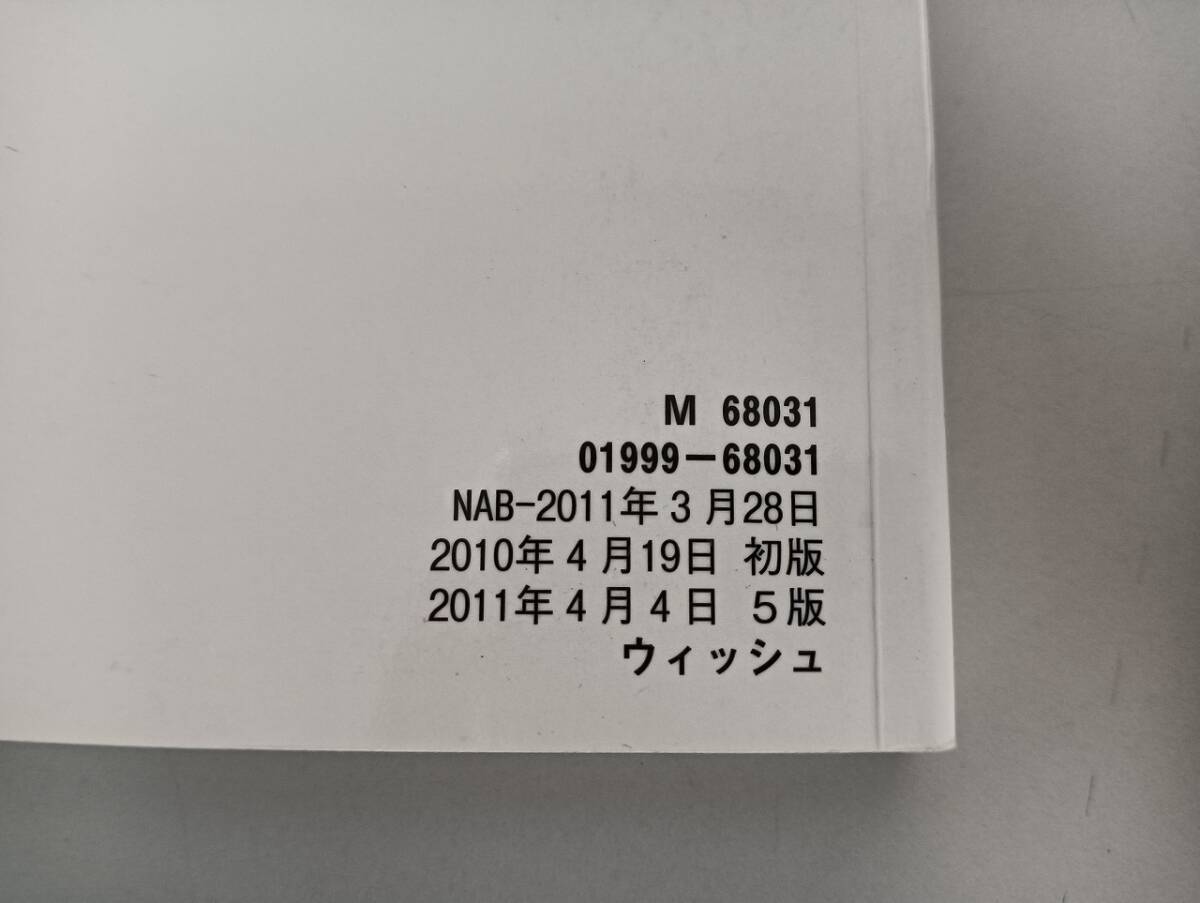 M 68031
01999-68031
NAB-2011年3月28日
2010年4月19日 初版
2011年4月4日 5版
ウィッシュ